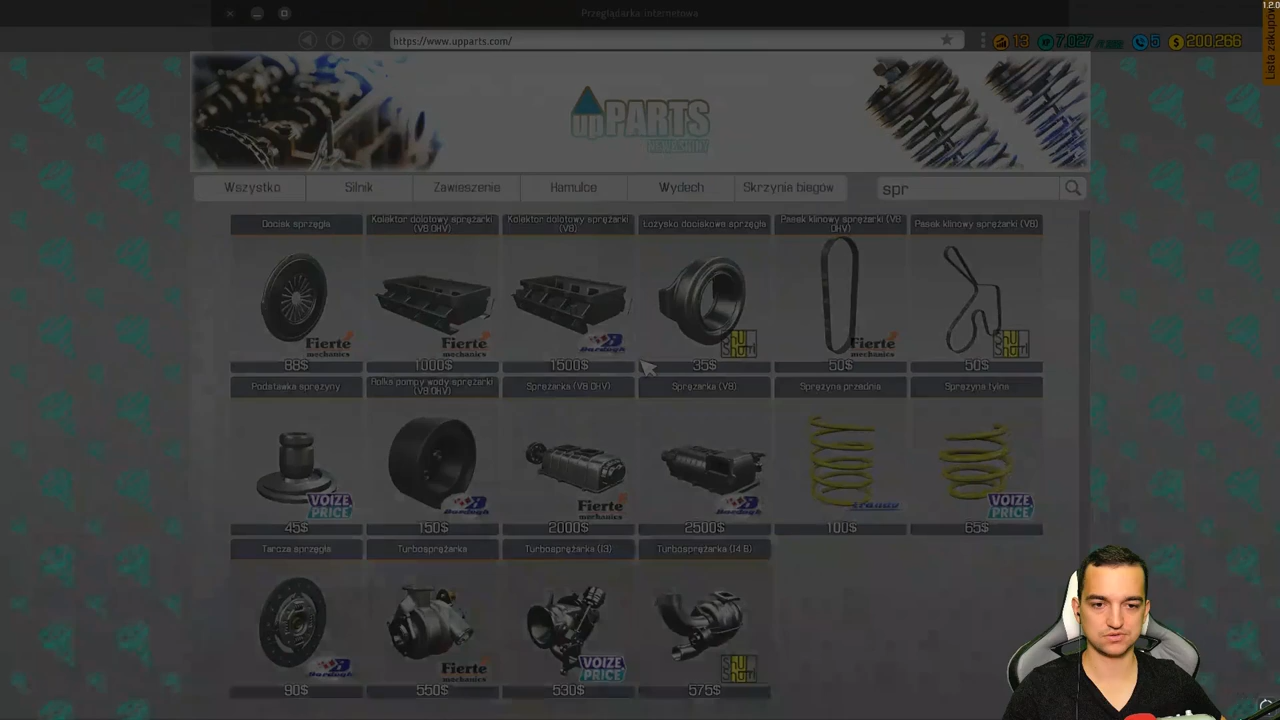 1.2.0
Przeglądarka internetowa
https://www.upparts.com/
13
7,027
5
200,266
Lista zakupów
upPARTS
Wszystko
Silnik
Zawieszenie
Hamulce
Wydech
Skrzynia biegów
spr
Docisk sprzęgła
Kolektor dolotowy sprężarki (V8 OHV)
Kolektor dolotowy sprężarki (V8)
Łożysko dociskowe sprzęgła
Pasek klinowy sprężarki (V8 OHV)
Pasek klinowy sprężarki (V8)
Fierte mechanics
Fierte mechanics
Fierte mechanics
88$
1000$
1500$
35$
50$
50$
Podstawka sprężyny
Rolka pompy wody sprężarki (V8 OHV)
Sprężarka (V8 OHV)
Sprężarka (V8)
Sprężyna przednia
Sprężyna tylna
VOIZE PRICE
Fierte mechanics
VOIZE PRICE
45$
150$
2000$
2500$
100$
65$
Tarcza sprzęgła
Turbosprężarka
Turbosprężarka (I3)
Turbosprężarka (I4 B)
Fierte mechanics
VOIZE PRICE
90$
550$
530$
575$